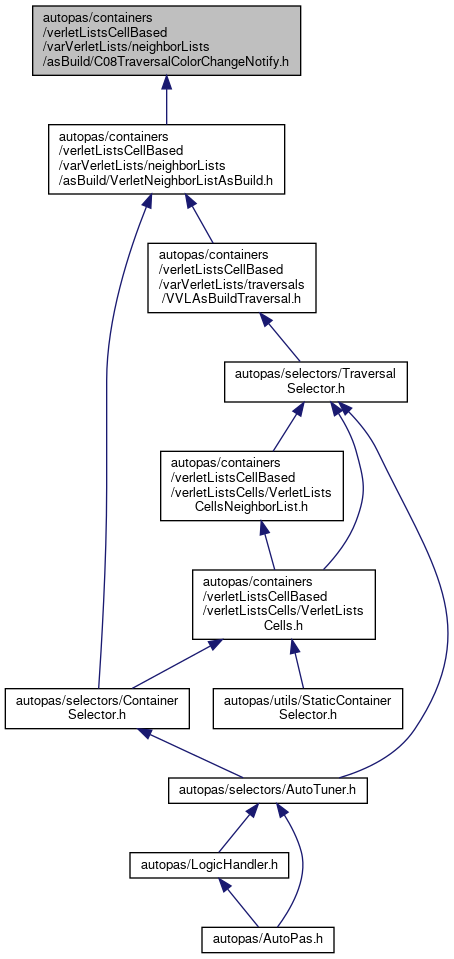 autopas/containers
/verletListsCellBased
/varVerletLists/neighborLists
/asBuild/C08TraversalColorChangeNotify.h
autopas/containers
/verletListsCellBased
/varVerletLists/neighborLists
/asBuild/VerletNeighborListAsBuild.h
autopas/containers
/verletListsCellBased
/varVerletLists/traversals
/VVLAsBuildTraversal.h
autopas/selectors/Traversal
Selector.h
autopas/containers
/verletListsCellBased
/verletListsCells/VerletLists
CellsNeighborList.h
autopas/containers
/verletListsCellBased
/verletListsCells/VerletLists
Cells.h
autopas/selectors/Container
Selector.h
autopas/utils/StaticContainer
Selector.h
autopas/selectors/AutoTuner.h
autopas/LogicHandler.h
autopas/AutoPas.h